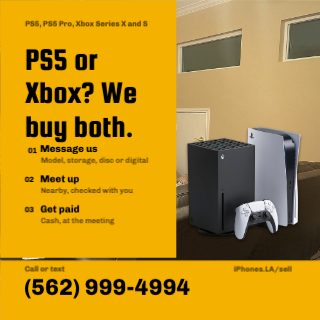 PS5, PS5 Pro, Xbox Series X and S
PS5 or
Xbox? We
buy both.
01 Message us
Model, storage, disc or digital
02 Meet up
Nearby, checked with you
03 Get paid
Cash, at the meeting
Call or text
iPhones.LA/sell
(562) 999-4994